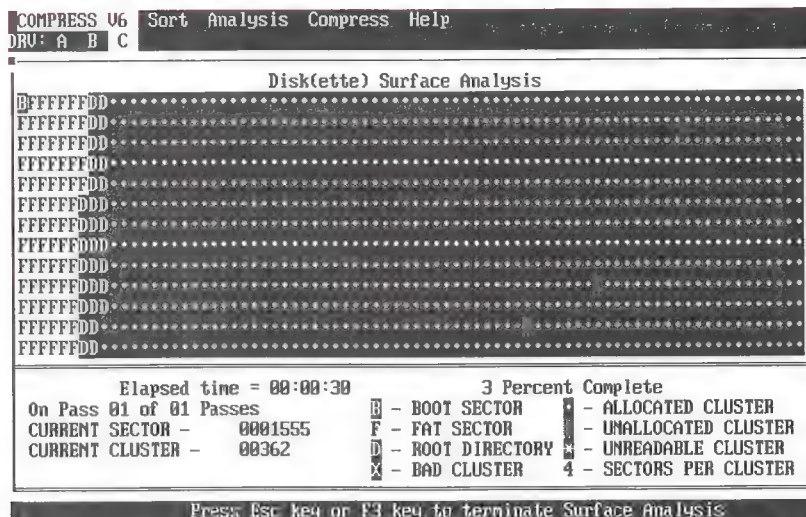 COMPRESS V6 Sort Analysis Compress Help
DRV: A B C
Disk(ette) Surface Analysis
BFFFFFFDD
FFFFFFFDD
FFFFFFFDD
FFFFFFFDD
FFFFFFFDD
FFFFFFDDD
FFFFFFDDD
FFFFFFDDD
FFFFFFDDD
FFFFFFDDD
FFFFFFDDD
FFFFFFDD
FFFFFFDD
Elapsed time = 00:00:30 3 Percent Complete
On Pass 01 of 01 Passes
CURRENT SECTOR – 0001555
CURRENT CLUSTER – 00362
B – BOOT SECTOR
F – FAT SECTOR
D – ROOT DIRECTORY
X – BAD CLUSTER
• – ALLOCATED CLUSTER
– UNALLOCATED CLUSTER
* – UNREADABLE CLUSTER
4 – SECTORS PER CLUSTER
Press Esc key or F3 key to terminate Surface Analysis